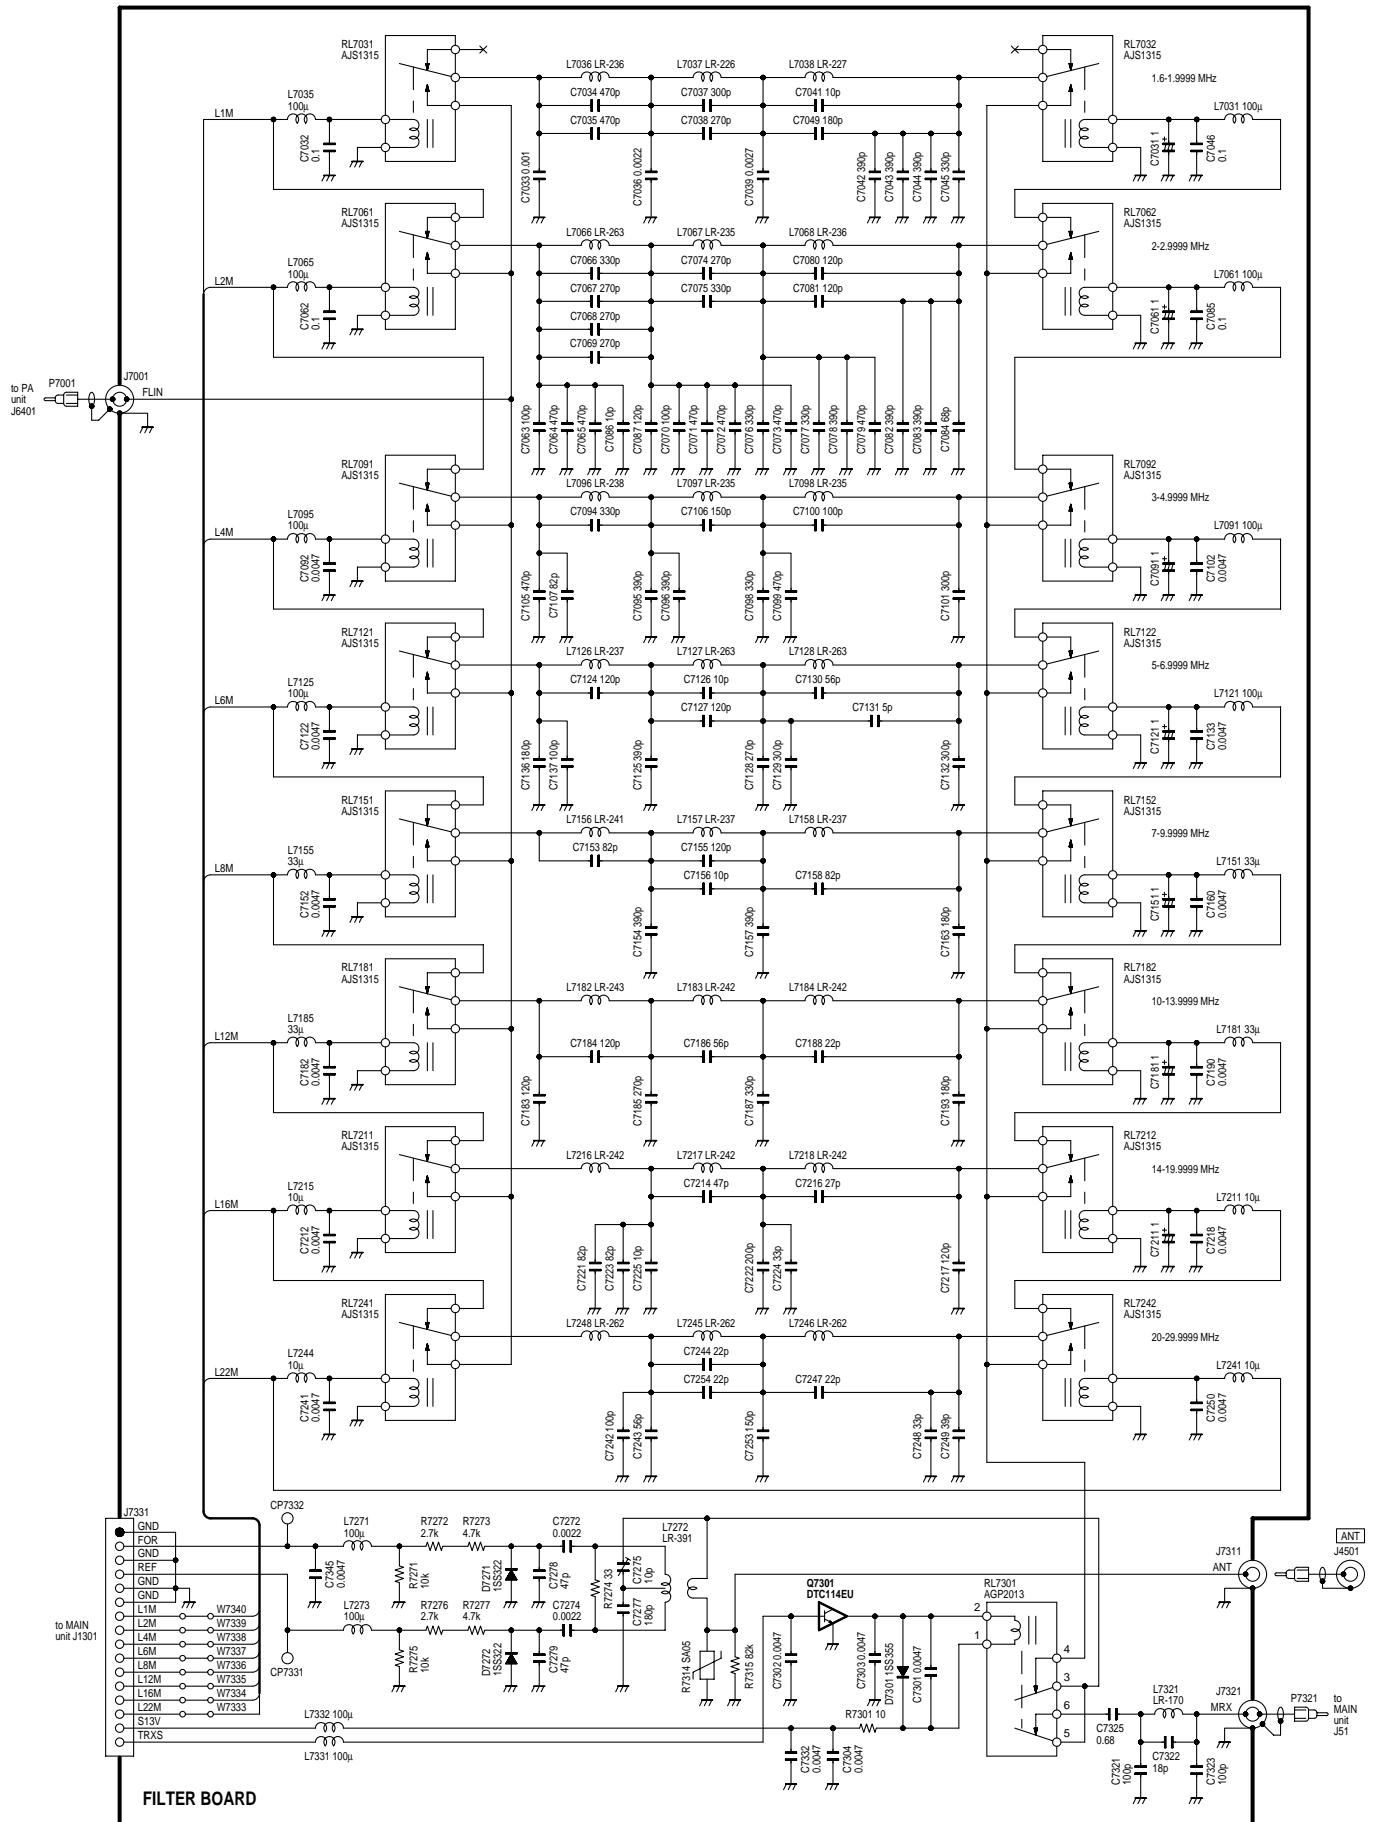 RL7031
AJS1315
RL7032
AJS1315
L7036 LR-236
L7037 LR-226
L7038 LR-227
1.6-1.9999 MHz
C7034 470p
C7037 300p
C7041 10p
L1M
L7035
100μ
L7031 100μ
C7035 470p
C7038 270p
C7049 180p
C7032
0.1
C7033 0.001
C7036 0.0022
C7039 0.0027
C7042 390p
C7043 390p
C7044 390p
C7045 330p
C7031 1
+
C7046
0.1
RL7061
AJS1315
RL7062
AJS1315
L7066 LR-263
L7067 LR-235
L7068 LR-236
2-2.9999 MHz
C7066 330p
C7074 270p
C7080 120p
L2M
L7065
100μ
L7061 100μ
C7067 270p
C7075 330p
C7081 120p
C7062
0.1
C7061 1
+
C7085
0.1
C7068 270p
C7069 270p
to PA
unit
J6401
P7001
J7001
FLIN
C7063 100p
C7064 470p
C7065 470p
C7086 10p
C7087 120p
C7070 100p
C7071 470p
C7072 470p
C7076 330p
C7073 470p
C7077 330p
C7078 390p
C7079 470p
C7082 390p
C7083 390p
C7084 68p
RL7091
AJS1315
RL7092
AJS1315
L7096 LR-238
L7097 LR-235
L7098 LR-235
3-4.9999 MHz
C7094 330p
C7106 150p
C7100 100p
L4M
L7095
100μ
L7091 100μ
C7092
0.0047
C7105 470p
C7107 82p
C7095 390p
C7096 390p
C7098 330p
C7099 470p
C7101 300p
C7091 1
+
C7102
0.0047
RL7121
AJS1315
RL7122
AJS1315
L7126 LR-237
L7127 LR-263
L7128 LR-263
5-6.9999 MHz
C7124 120p
C7126 10p
C7130 56p
L6M
L7125
100μ
L7121 100μ
C7127 120p
C7131 5p
C7122
0.0047
C7136 180p
C7137 100p
C7125 390p
C7128 270p
C7129 300p
C7132 300p
C7121 1
+
C7133
0.0047
RL7151
AJS1315
RL7152
AJS1315
L7156 LR-241
L7157 LR-237
L7158 LR-237
7-9.9999 MHz
C7153 82p
C7155 120p
L8M
L7155
33μ
L7151 33μ
C7156 10p
C7158 82p
C7152
0.0047
C7154 390p
C7157 390p
C7163 180p
C7151 1
+
C7160
0.0047
RL7181
AJS1315
RL7182
AJS1315
L7182 LR-243
L7183 LR-242
L7184 LR-242
10-13.9999 MHz
L12M
L7185
33μ
L7181 33μ
C7184 120p
C7186 56p
C7188 22p
C7182
0.0047
C7183 120p
C7185 270p
C7187 330p
C7193 180p
C7181 1
+
C7190
0.0047
RL7211
AJS1315
RL7212
AJS1315
L7216 LR-242
L7217 LR-242
L7218 LR-242
14-19.9999 MHz
C7214 47p
C7216 27p
L16M
L7215
10μ
L7211 10μ
C7212
0.0047
C7221 82p
C7223 82p
C7225 10p
C7222 200p
C7224 33p
C7217 120p
C7211 1
+
C7218
0.0047
RL7241
AJS1315
RL7242
AJS1315
L7248 LR-262
L7245 LR-262
L7246 LR-262
20-29.9999 MHz
C7244 22p
L22M
L7244
10μ
L7241 10μ
C7254 22p
C7247 22p
C7241
0.0047
C7242 100p
C7243 56p
C7253 150p
C7248 33p
C7249 39p
C7250
0.0047
J7331
GND
FOR
GND
REF
GND
GND
L1M
L2M
L4M
L6M
L8M
L12M
L16M
L22M
S13V
TRXS
W7340
W7339
W7338
W7337
W7336
W7335
W7334
W7333
to MAIN
unit J1301
CP7332
CP7331
L7271
100μ
R7272
2.7k
R7273
4.7k
C7272
0.0022
L7272
LR-391
C7345
0.0047
R7271
10k
D7271
1SS322
C7278
47p
R7274 33
C7275
10p
L7273
100μ
R7276
2.7k
R7277
4.7k
C7274
0.0022
C7277
180p
R7275
10k
D7272
1SS322
C7279
47p
R7314 SA05
R7315 82k
L7332 100μ
L7331 100μ
Q7301
DTC114EU
C7302 0.0047
C7303 0.0047
D7301 1SS355
C7301 0.0047
R7301 10
C7332
0.0047
C7304
0.0047
RL7301
AGP2013
2
1
4
3
6
5
ANT
J7311
ANT
J4501
C7325
0.68
L7321
LR-170
C7322
18p
C7321
100p
C7323
100p
MRX
J7321
P7321
to
MAIN
unit
J51
FILTER BOARD